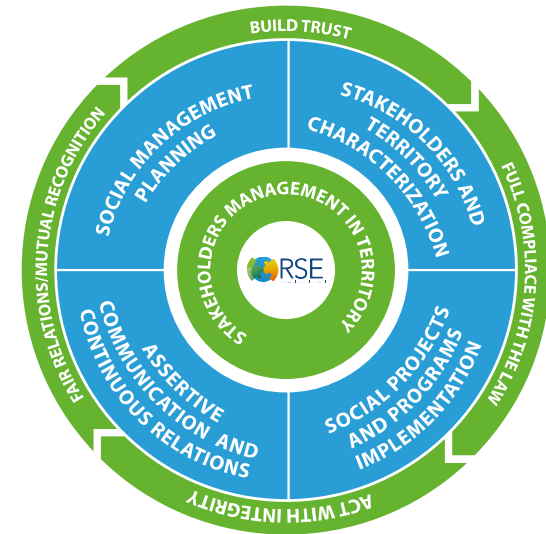 BUILD TRUST
FULL COMPLIACE WITH THE LAW
ACT WITH INTEGRITY
FAIR RELATIONS/MUTUAL RECOGNITION
SOCIAL MANAGEMENT
PLANNING
STAKEHOLDERS AND
TERRITORY
CHARACTERIZATION
SOCIAL PROJECTS
AND PROGRAMS
IMPLEMENTATION
ASSERTIVE
COMMUNICATION AND
CONTINUOUS RELATIONS
STAKEHOLDERS MANAGEMENT IN TERRITORY
RSE